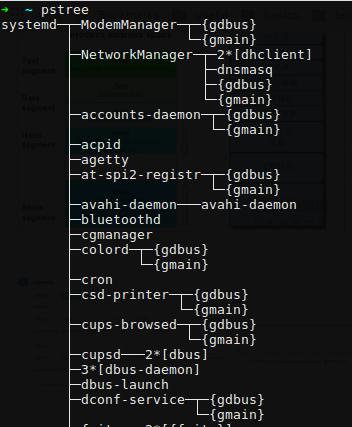 ➜ ~ pstree
systemd─┬─ModemManager─┬─{gdbus}
        │              └─{gmain}
        ├─NetworkManager─┬─2*[dhclient]
        │                ├─dnsmasq
        │                ├─{gdbus}
        │                └─{gmain}
        ├─accounts-daemon─┬─{gdbus}
        │                 └─{gmain}
        ├─acpid
        ├─agetty
        ├─at-spi2-registr─┬─{gdbus}
        │                 └─{gmain}
        ├─avahi-daemon───avahi-daemon
        ├─bluetoothd
        ├─cgmanager
        ├─colord─┬─{gdbus}
        │        └─{gmain}
        ├─cron
        ├─csd-printer─┬─{gdbus}
        │             └─{gmain}
        ├─cups-browsed─┬─{gdbus}
        │              └─{gmain}
        ├─cupsd───2*[dbus]
        ├─3*[dbus-daemon]
        ├─dbus-launch
        ├─dconf-service─┬─{gdbus}
        │               └─{gmain}